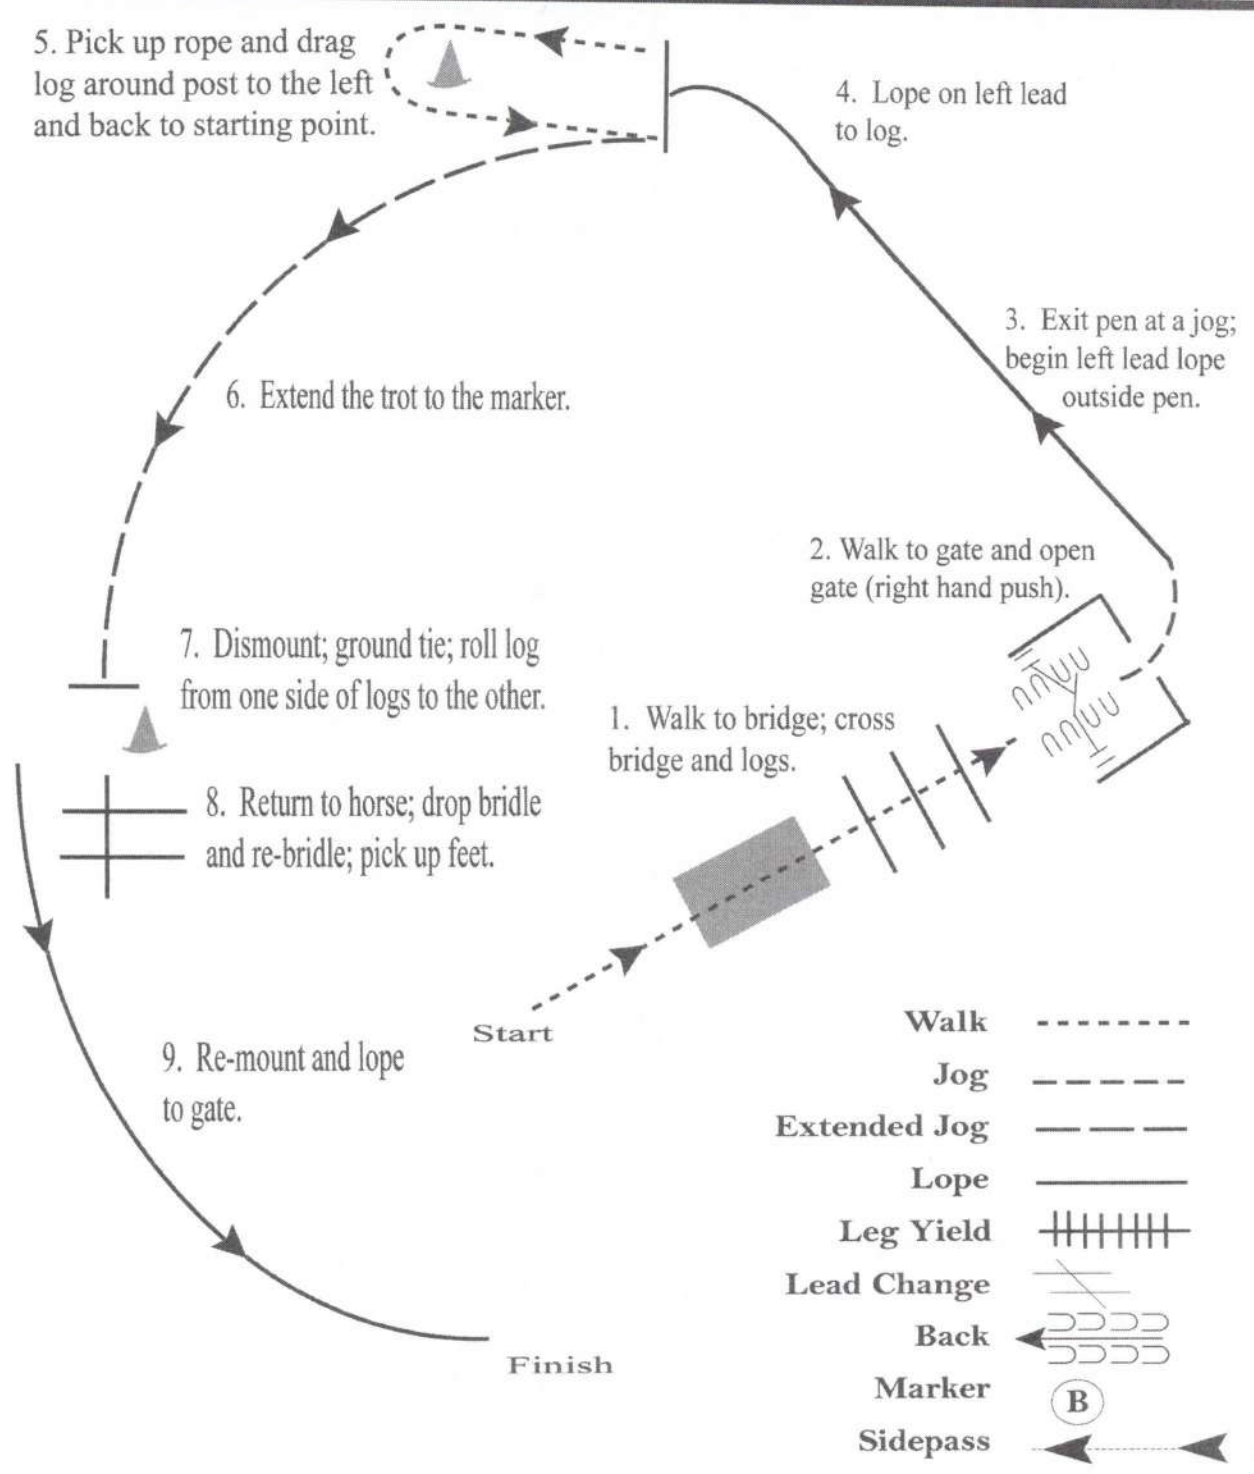 5. Pick up rope and drag
log around post to the left
and back to starting point.
4. Lope on left lead
to log.
3. Exit pen at a jog;
begin left lead lope
outside pen.
6. Extend the trot to the marker.
2. Walk to gate and open
gate (right hand push).
7. Dismount; ground tie; roll log
from one side of logs to the other.
1. Walk to bridge; cross
bridge and logs.
8. Return to horse; drop bridle
and re-bridle; pick up feet.
Start
9. Re-mount and lope
to gate.
Finish
Walk
Jog
Extended Jog
Lope
Leg Yield
Lead Change
Back
Marker B
Sidepass